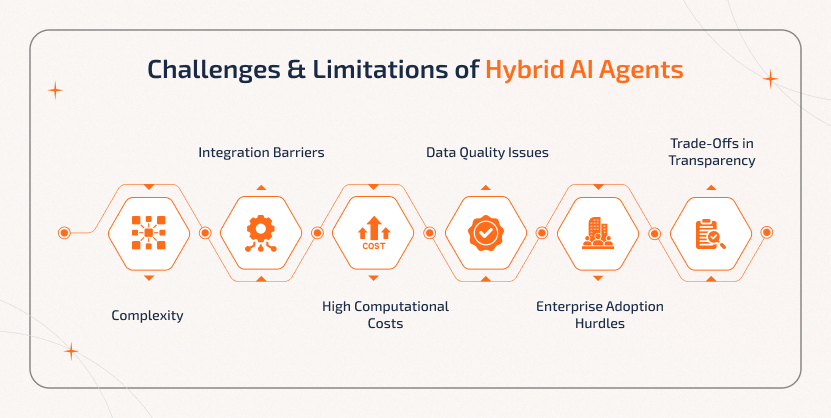 Challenges & Limitations of Hybrid AI Agents
Integration Barriers
Data Quality Issues
Trade-Offs in
Transparency
COST
Complexity
High Computational
Costs
Enterprise Adoption
Hurdles